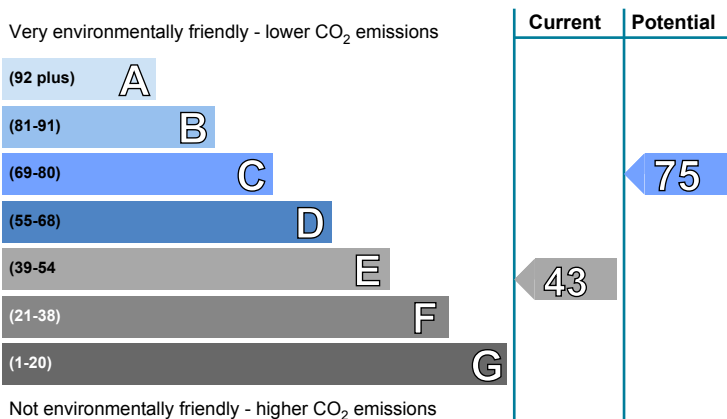 Current Potential
Very environmentally friendly - lower CO2 emissions
(92 plus) A
(81-91) B
(69-80) C 75
(55-68) D
(39-54 E 43
(21-38) F
(1-20) G
Not environmentally friendly - higher CO2 emissions